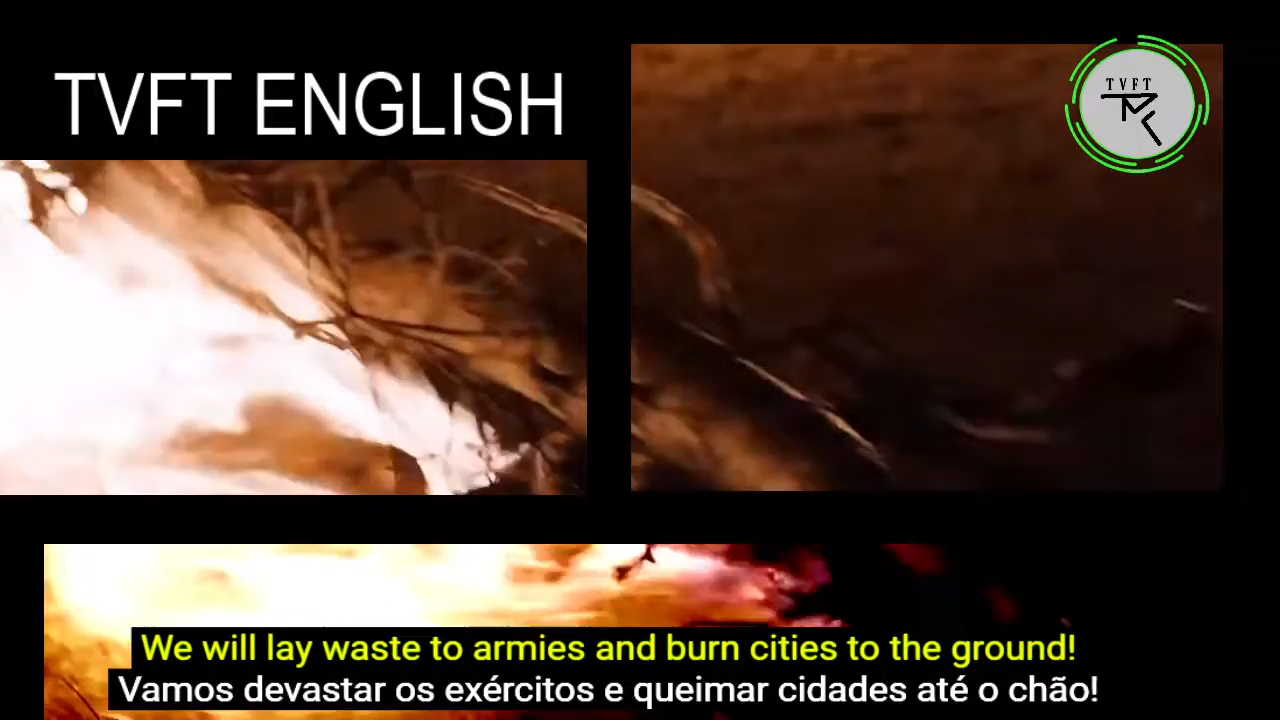 TVFT ENGLISH
TVFT
We will lay waste to armies and burn cities to the ground!
Vamos devastar os exércitos e queimar cidades até o chão!